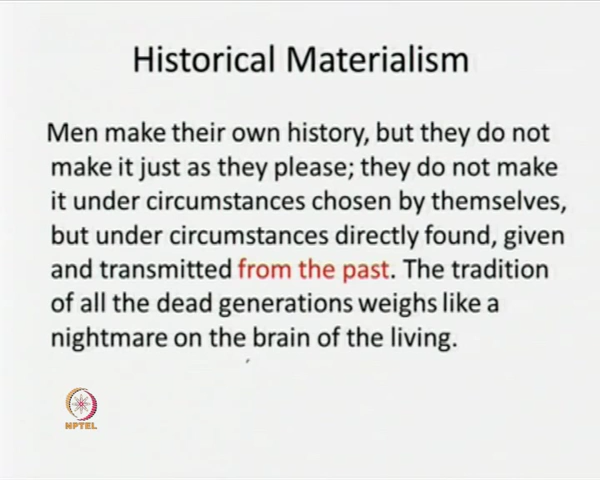 Historical Materialism
Men make their own history, but they do not
make it just as they please; they do not make
it under circumstances chosen by themselves,
but under circumstances directly found, given
and transmitted from the past. The tradition
of all the dead generations weighs like a
nightmare on the brain of the living.
NPTEL